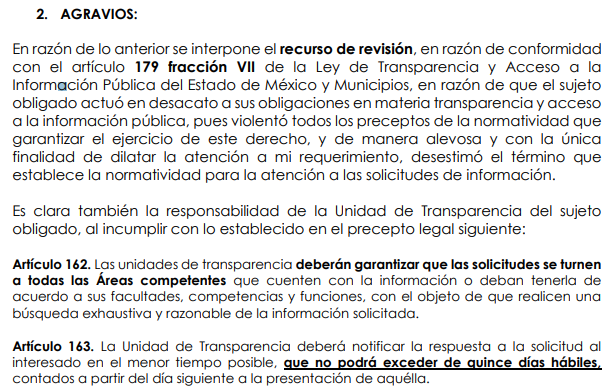 2. AGRAVIOS:
En razón de lo anterior se interpone el recurso de revisión, en razón de conformidad
con el artículo 179 fracción VII de la Ley de Transparencia y Acceso a la
Información Pública del Estado de México y Municipios, en razón de que el sujeto
obligado actuó en desacato a sus obligaciones en materia transparencia y acceso
a la información pública, pues violentó todos los preceptos de la normatividad que
garantizar el ejercicio de este derecho, y de manera alevosa y con la única
finalidad de dilatar la atención a mi requerimiento, desestimó el término que
establece la normatividad para la atención a las solicitudes de información.
Es clara también la responsabilidad de la Unidad de Transparencia del sujeto
obligado, al incumplir con lo establecido en el precepto legal siguiente:
Artículo 162. Las unidades de transparencia deberán garantizar que las solicitudes se turnen
a todas las Áreas competentes que cuenten con la información o deban tenerla de
acuerdo a sus facultades, competencias y funciones, con el objeto de que realicen una
búsqueda exhaustiva y razonable de la información solicitada.
Artículo 163. La Unidad de Transparencia deberá notificar la respuesta a la solicitud al
interesado en el menor tiempo posible, que no podrá exceder de quince días hábiles,
contados a partir del día siguiente a la presentación de aquélla.